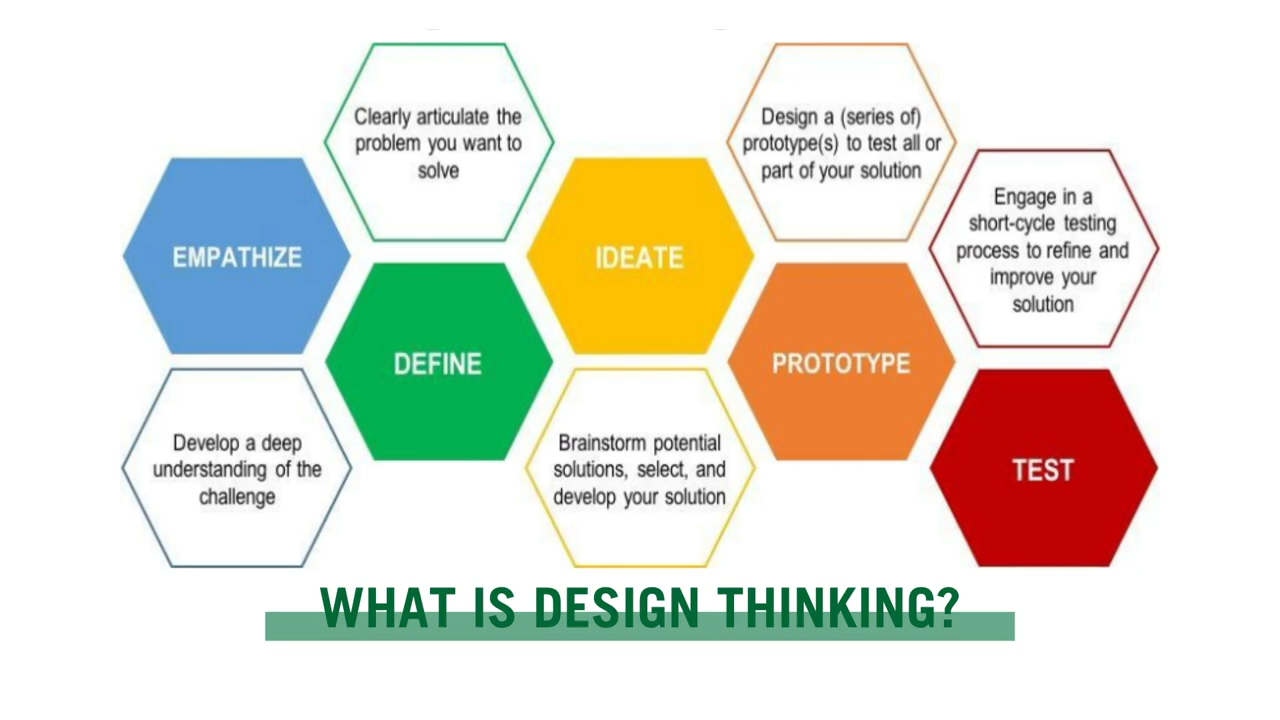 EMPATHIZE
Develop a deep
understanding of the
challenge
Clearly articulate the
problem you want to
solve
DEFINE
IDEATE
Brainstorm potential
solutions, select, and
develop your solution
Design a (series of)
prototype(s) to test all or
part of your solution
PROTOTYPE
Engage in a
short-cycle testing
process to refine and
improve your
solution
TEST
WHAT IS DESIGN THINKING?